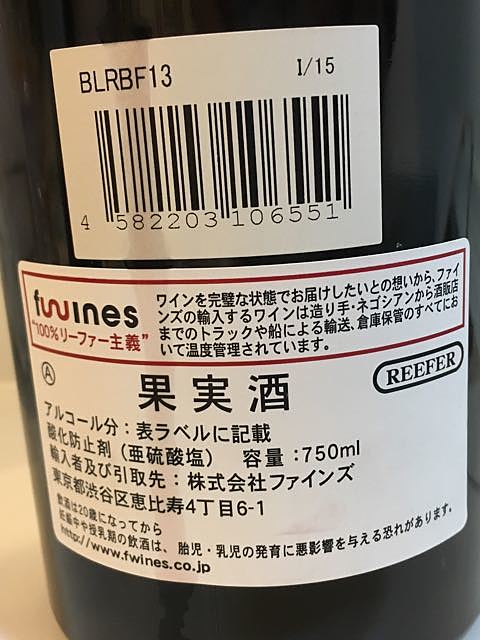 BLRBF13 I/15
4 582203 106551
fwines
"100%リーファー主義"
ワインを完璧な状態でお届けしたいとの想いから、ファイ
ンズの輸入するワインは造り手・ネゴシアンから酒販店
までのトラックや船による輸送、倉庫保管のすべてにお
いて温度管理されています。
Ⓐ
果実酒
REEFER
アルコール分：表ラベルに記載
酸化防止剤（亜硫酸塩） 容量：750ml
輸入者及び引取先：株式会社ファインズ
東京都渋谷区恵比寿4丁目6-1
飲酒は20歳になってから
妊娠中や授乳期の飲酒は、胎児・乳児の発育に悪影響を与える恐れがあります。
http://www.fwines.co.jp